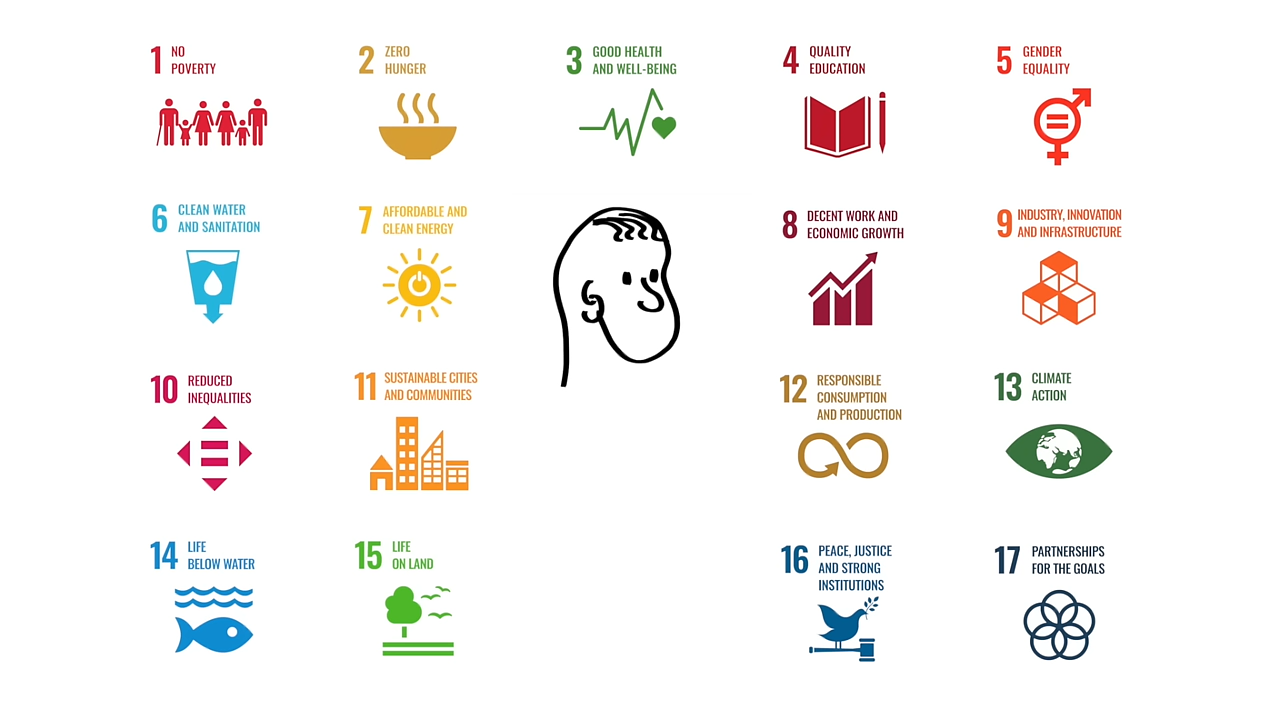 1 NO
POVERTY
2 ZERO
HUNGER
3 GOOD HEALTH
AND WELL-BEING
4 QUALITY
EDUCATION
5 GENDER
EQUALITY
6 CLEAN WATER
AND SANITATION
7 AFFORDABLE AND
CLEAN ENERGY
8 DECENT WORK AND
ECONOMIC GROWTH
9 INDUSTRY, INNOVATION
AND INFRASTRUCTURE
10 REDUCED
INEQUALITIES
11 SUSTAINABLE CITIES
AND COMMUNITIES
12 RESPONSIBLE
CONSUMPTION
AND PRODUCTION
13 CLIMATE
ACTION
14 LIFE
BELOW WATER
15 LIFE
ON LAND
16 PEACE, JUSTICE
AND STRONG
INSTITUTIONS
17 PARTNERSHIPS
FOR THE GOALS